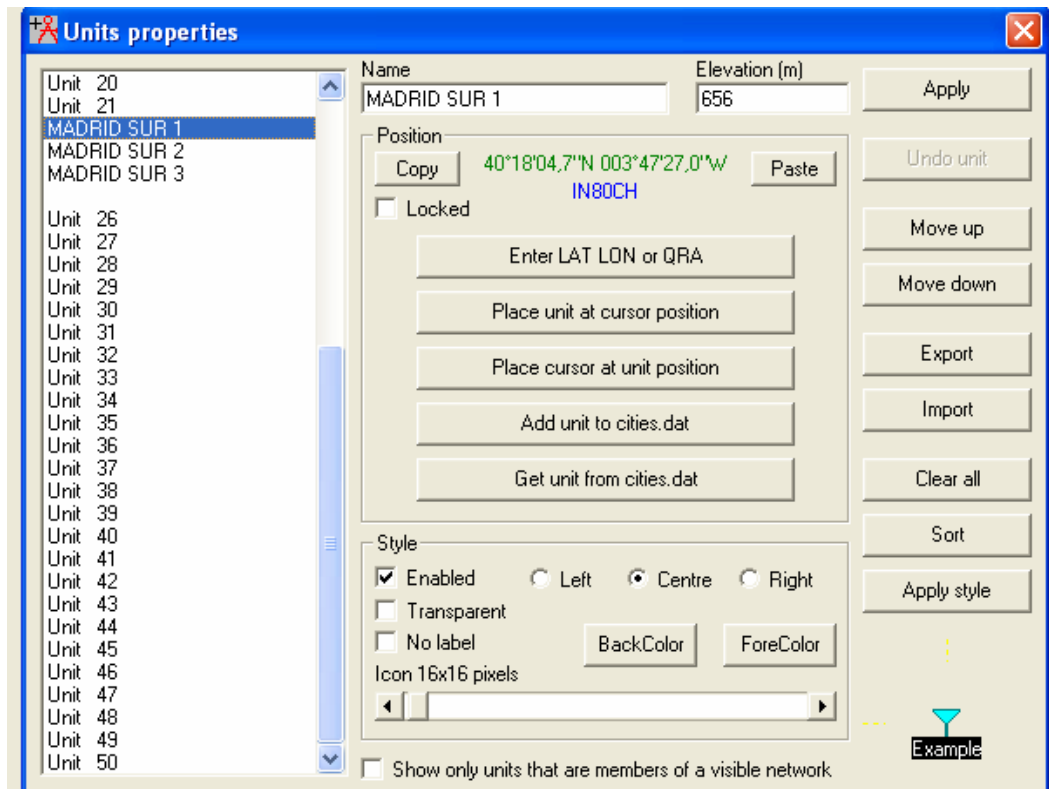 Units properties
Unit 20
Unit 21
MADRID SUR 1
MADRID SUR 2
MADRID SUR 3
Unit 26
Unit 27
Unit 28
Unit 29
Unit 30
Unit 31
Unit 32
Unit 33
Unit 34
Unit 35
Unit 36
Unit 37
Unit 38
Unit 39
Unit 40
Unit 41
Unit 42
Unit 43
Unit 44
Unit 45
Unit 46
Unit 47
Unit 48
Unit 49
Unit 50
Name
Elevation (m)
MADRID SUR 1
656
Position
Copy
40°18'04,7"N 003°47'27,0"W
Paste
IN80CH
Locked
Enter LAT LON or QRA
Place unit at cursor position
Place cursor at unit position
Add unit to cities.dat
Get unit from cities.dat
Style
Enabled
Left
Centre
Right
Transparent
No label
BackColor
ForeColor
Icon 16x16 pixels
Show only units that are members of a visible network
Apply
Undo unit
Move up
Move down
Export
Import
Clear all
Sort
Apply style
Example